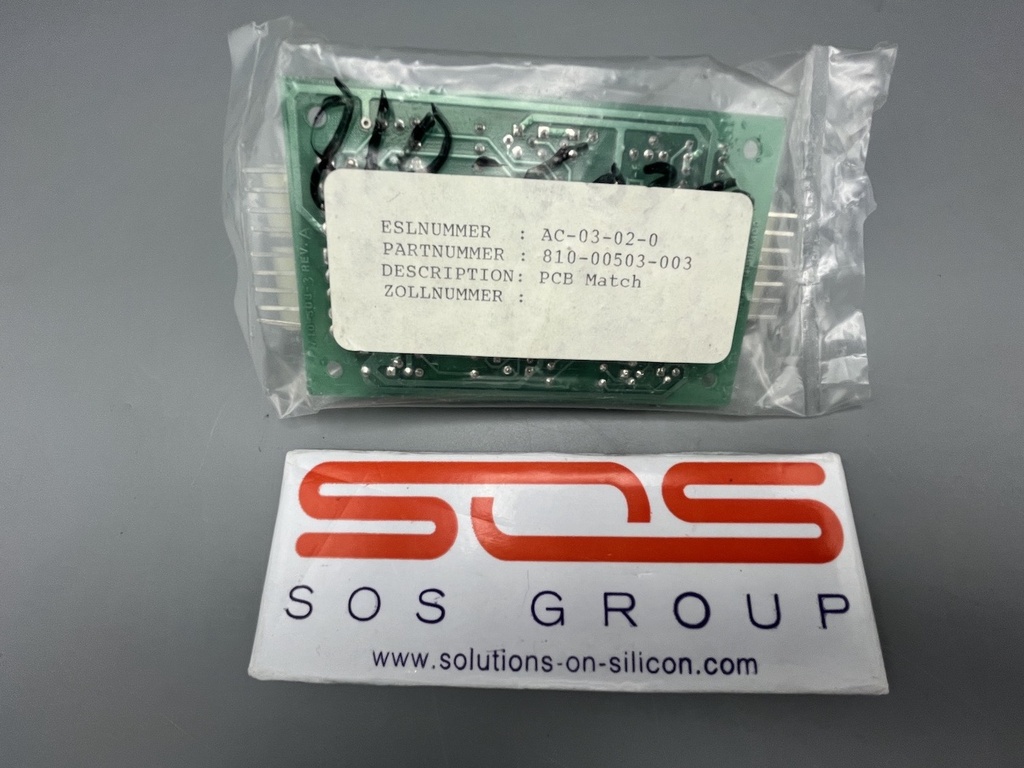 ESLNUMMER : AC-03-02-0
PARTNUMMER : 810-00503-003
DESCRIPTION: PCB Match
ZOLLNUMMER :
SOS
SOS GROUP
www.solutions-on-silicon.com